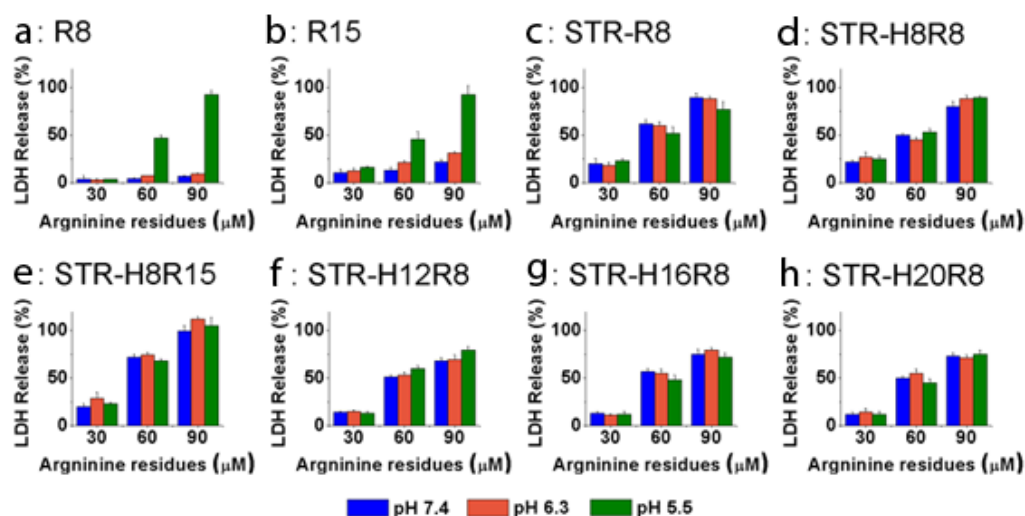 a: R8
b: R15
c: STR-R8
d: STR-H8R8
LDH Release (%)
100
50
0
30 60 90
Argninine residues (μM)
LDH Release (%)
100
50
0
30 60 90
Argninine residues (μM)
LDH Release (%)
100
50
0
30 60 90
Argninine residues (μM)
LDH Release (%)
100
50
0
30 60 90
Argninine residues (μM)
e: STR-H8R15
f: STR-H12R8
g: STR-H16R8
h: STR-H20R8
LDH Release (%)
100
50
0
30 60 90
Argninine residues (μM)
LDH Release (%)
100
50
0
30 60 90
Argninine residues (μM)
LDH Release (%)
100
50
0
30 60 90
Argninine residues (μM)
LDH Release (%)
100
50
0
30 60 90
Argninine residues (μM)
pH 7.4 pH 6.3 pH 5.5